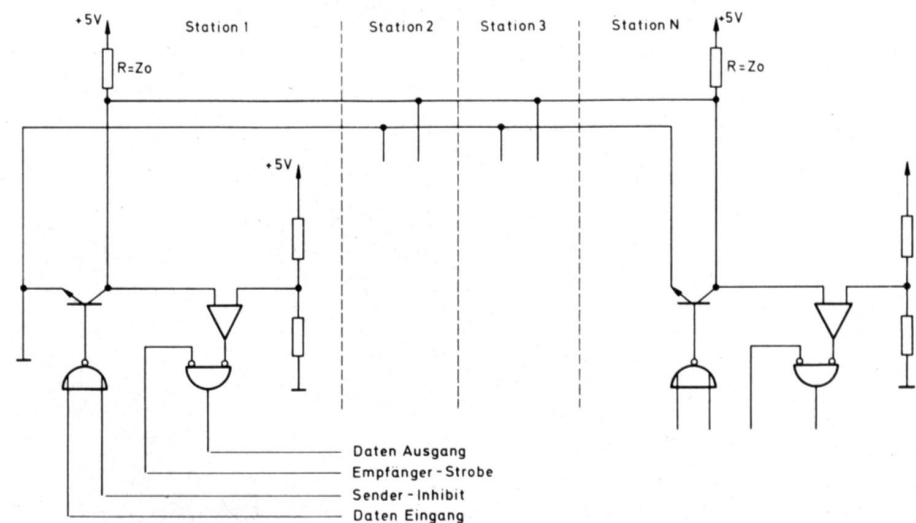 +5V
Station 1
Station 2
Station 3
Station N
+5V
R=Zo
R=Zo
+5V
Daten Ausgang
Empfänger-Strobe
Sender-Inhibit
Daten Eingang